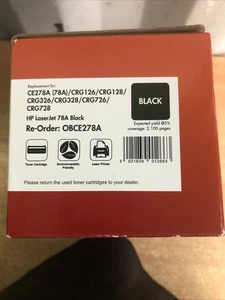 Replacement for:
CE278A (78A)/CRG126/CRG128/
CRG326/CRG328/CRG726/
CRG728
HP LaserJet 78A Black
Re-Order: OBCE278A
BLACK
Expected yield @5%
coverage: 2,100 pages
Toner Cartridge
Environmentally Friendly
Laser Printer
Please return the used toner cartridges to your dealer.